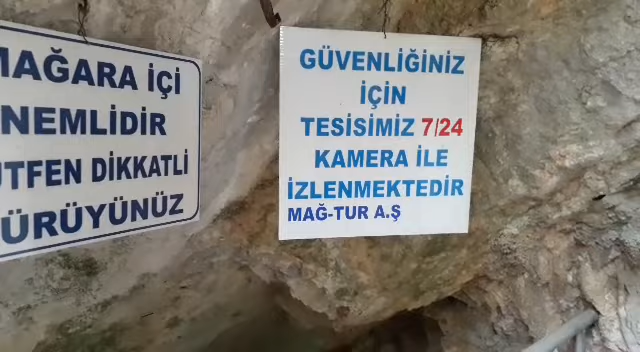 MAĞARA İÇİ
NEMLİDİR
DİKKATLİ
GÜVENLİĞİNİZ
İÇİN
TESİSİMİZ 7/24
KAMERA İLE
İZLENMEKTEDİR
MAĞ-TUR A.Ş